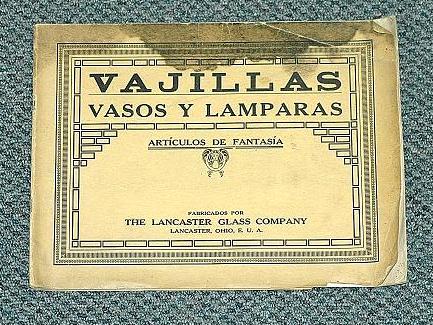 VAJILLAS
VASOS Y LAMPARAS
ARTÍCULOS DE FANTASÍA
FABRICADOS POR
THE LANCASTER GLASS COMPANY
LANCASTER, OHIO, E. U. A.